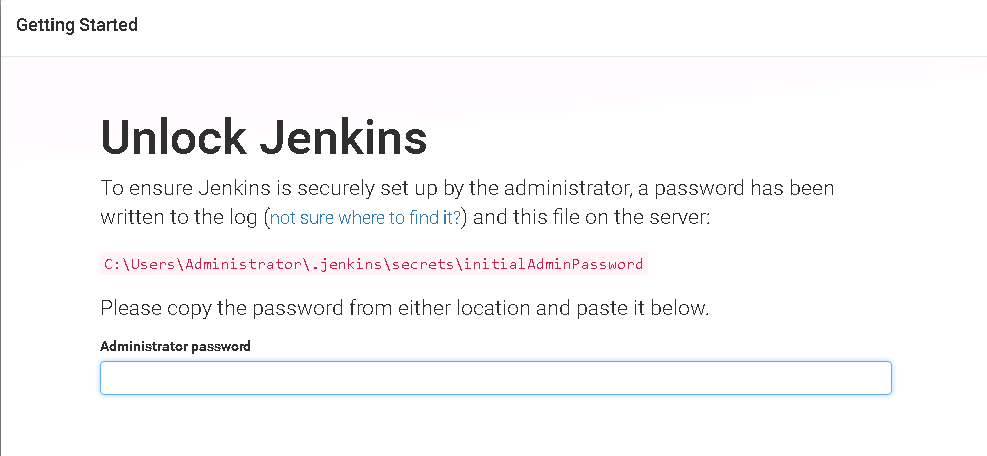 Getting Started
Unlock Jenkins
To ensure Jenkins is securely set up by the administrator, a password has been
written to the log (not sure where to find it?) and this file on the server:
C:\Users\Administrator\.jenkins\secrets\initialAdminPassword
Please copy the password from either location and paste it below.
Administrator password